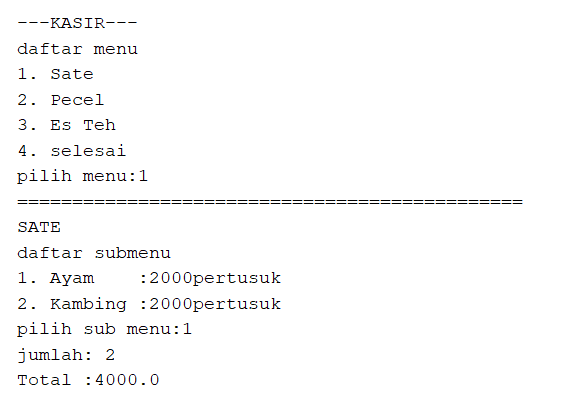 ---KASIR---
daftar menu
1. Sate
2. Pecel
3. Es Teh
4. selesai
pilih menu:1
==============================================
SATE
daftar submenu
1. Ayam    :2000pertusuk
2. Kambing :2000pertusuk
pilih sub menu:1
jumlah: 2
Total :4000.0